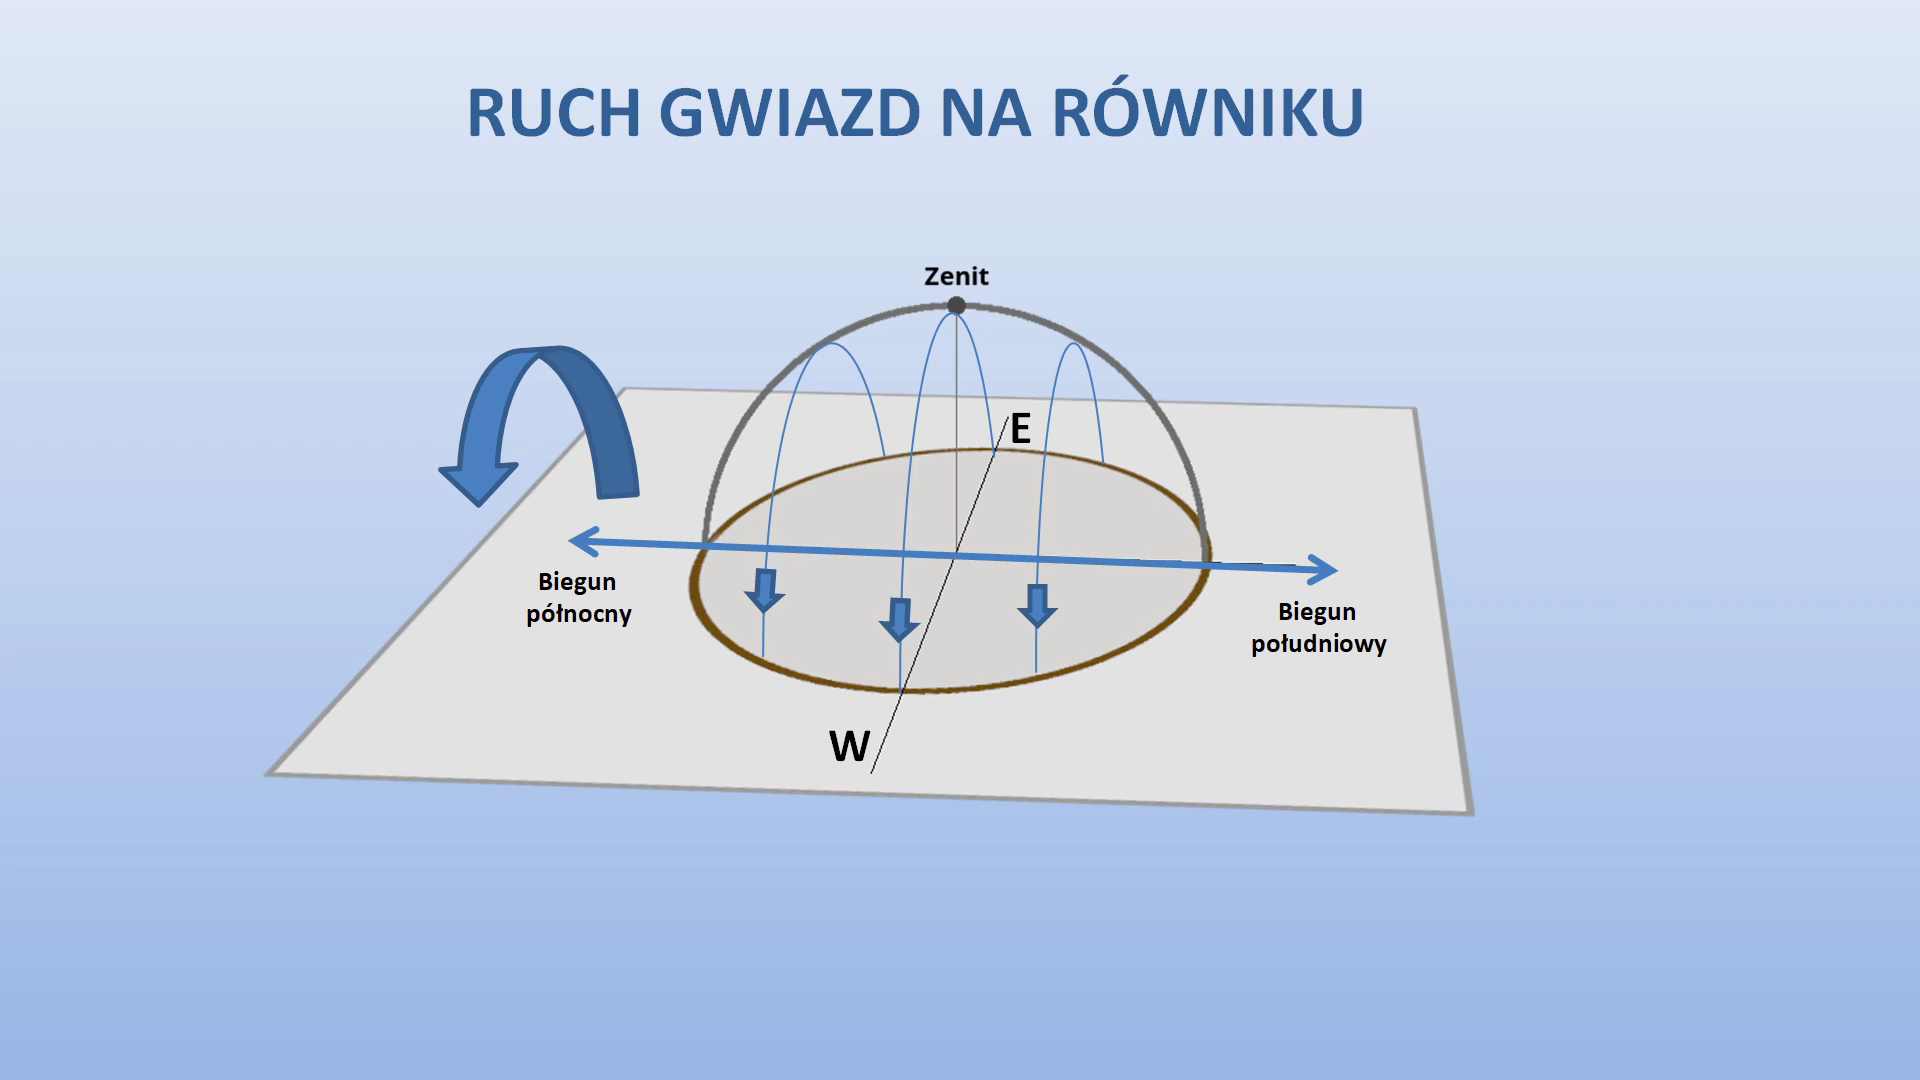 RUCH GWIAZD NA RÓWNIKU
Zenit
E
Biegun
północny
Biegun
południowy
W